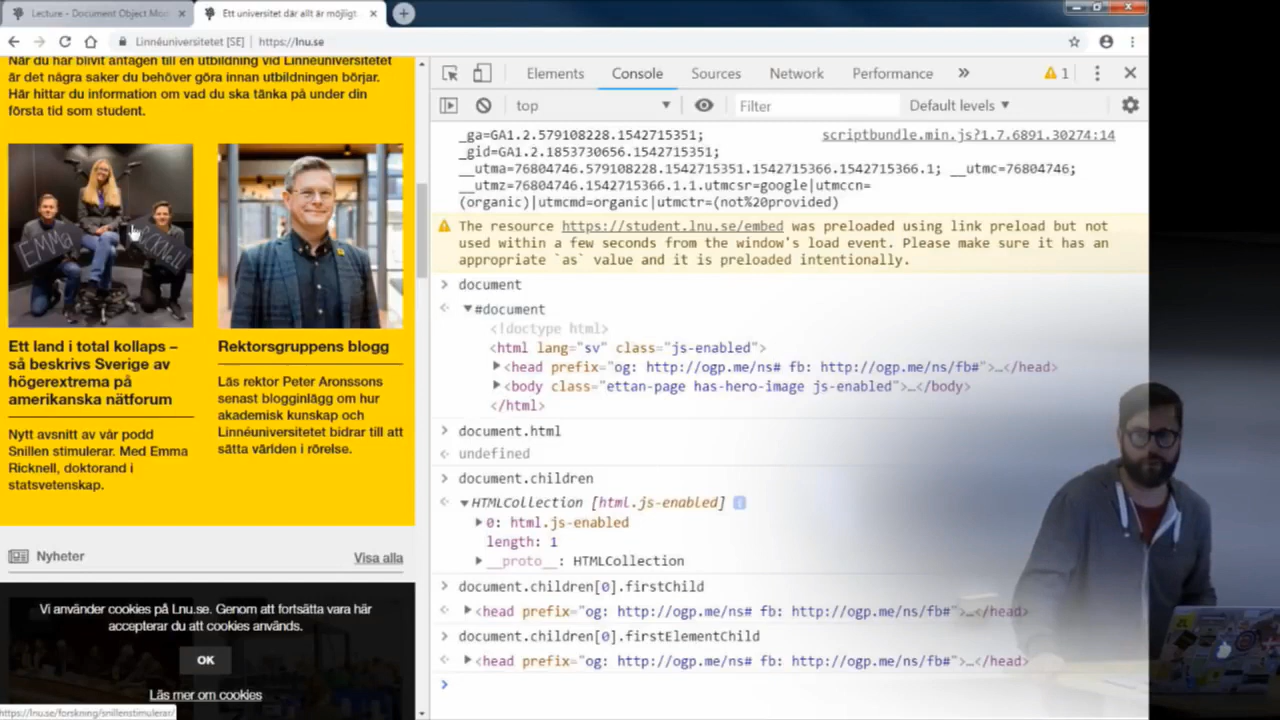 Lecture - Document Object Mod
Ett universitet där allt är möjligt
Linnéuniversitetet [SE] | https://lnu.se
När du har blivit antagen till en utbildning vid Linnéuniversitetet
är det några saker du behöver göra innan utbildningen börjar.
Här hittar du information om vad du ska tänka på under din
första tid som student.
EMMa
RICKNell
Ett land i total kollaps –
så beskrivs Sverige av
högerextrema på
amerikanska nätforum
Nytt avsnitt av vår podd
Snillen stimulerar. Med Emma
Ricknell, doktorand i
statsvetenskap.
Rektorsgruppens blogg
Läs rektor Peter Aronssons
senast blogginlägg om hur
akademisk kunskap och
Linnéuniversitetet bidrar till att
sätta världen i rörelse.
Nyheter
Visa alla
Vi använder cookies på Lnu.se. Genom att fortsätta vara här
accepterar du att cookies används.
OK
Läs mer om cookies
https://lnu.se/forskning/snillenstimulerar/
Elements Console Sources Network Performance » 1
top Filter Default levels
_ga=GA1.2.579108228.1542715351; scriptbundle.min.js?1.7.6891.30274:14
_gid=GA1.2.1853730656.1542715351;
__utma=76804746.579108228.1542715351.1542715366.1542715366.1; __utmc=76804746;
__utmz=76804746.1542715366.1.1.utmcsr=google|utmccn=
(organic)|utmcmd=organic|utmctr=(not%20provided)
The resource https://student.lnu.se/embed was preloaded using link preload but not
used within a few seconds from the window's load event. Please make sure it has an
appropriate `as` value and it is preloaded intentionally.
document
#document
<!doctype html>
<html lang="sv" class="js-enabled">
<head prefix="og: http://ogp.me/ns# fb: http://ogp.me/ns/fb#">…</head>
<body class="ettan-page has-hero-image js-enabled">…</body>
</html>
document.html
undefined
document.children
HTMLCollection [html.js-enabled]
0: html.js-enabled
length: 1
__proto__: HTMLCollection
document.children[0].firstChild
<head prefix="og: http://ogp.me/ns# fb: http://ogp.me/ns/fb#">…</head>
document.children[0].firstElementChild
<head prefix="og: http://ogp.me/ns# fb: http://ogp.me/ns/fb#">…</head>